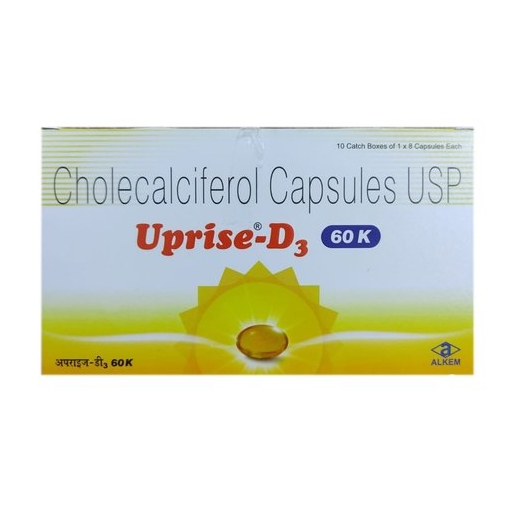 10 Catch Boxes of 1 x 8 Capsules Each
Cholecalciferol Capsules USP
Uprise®-D3 60 K
अपराइज-डी3 60K
a
ALKEM